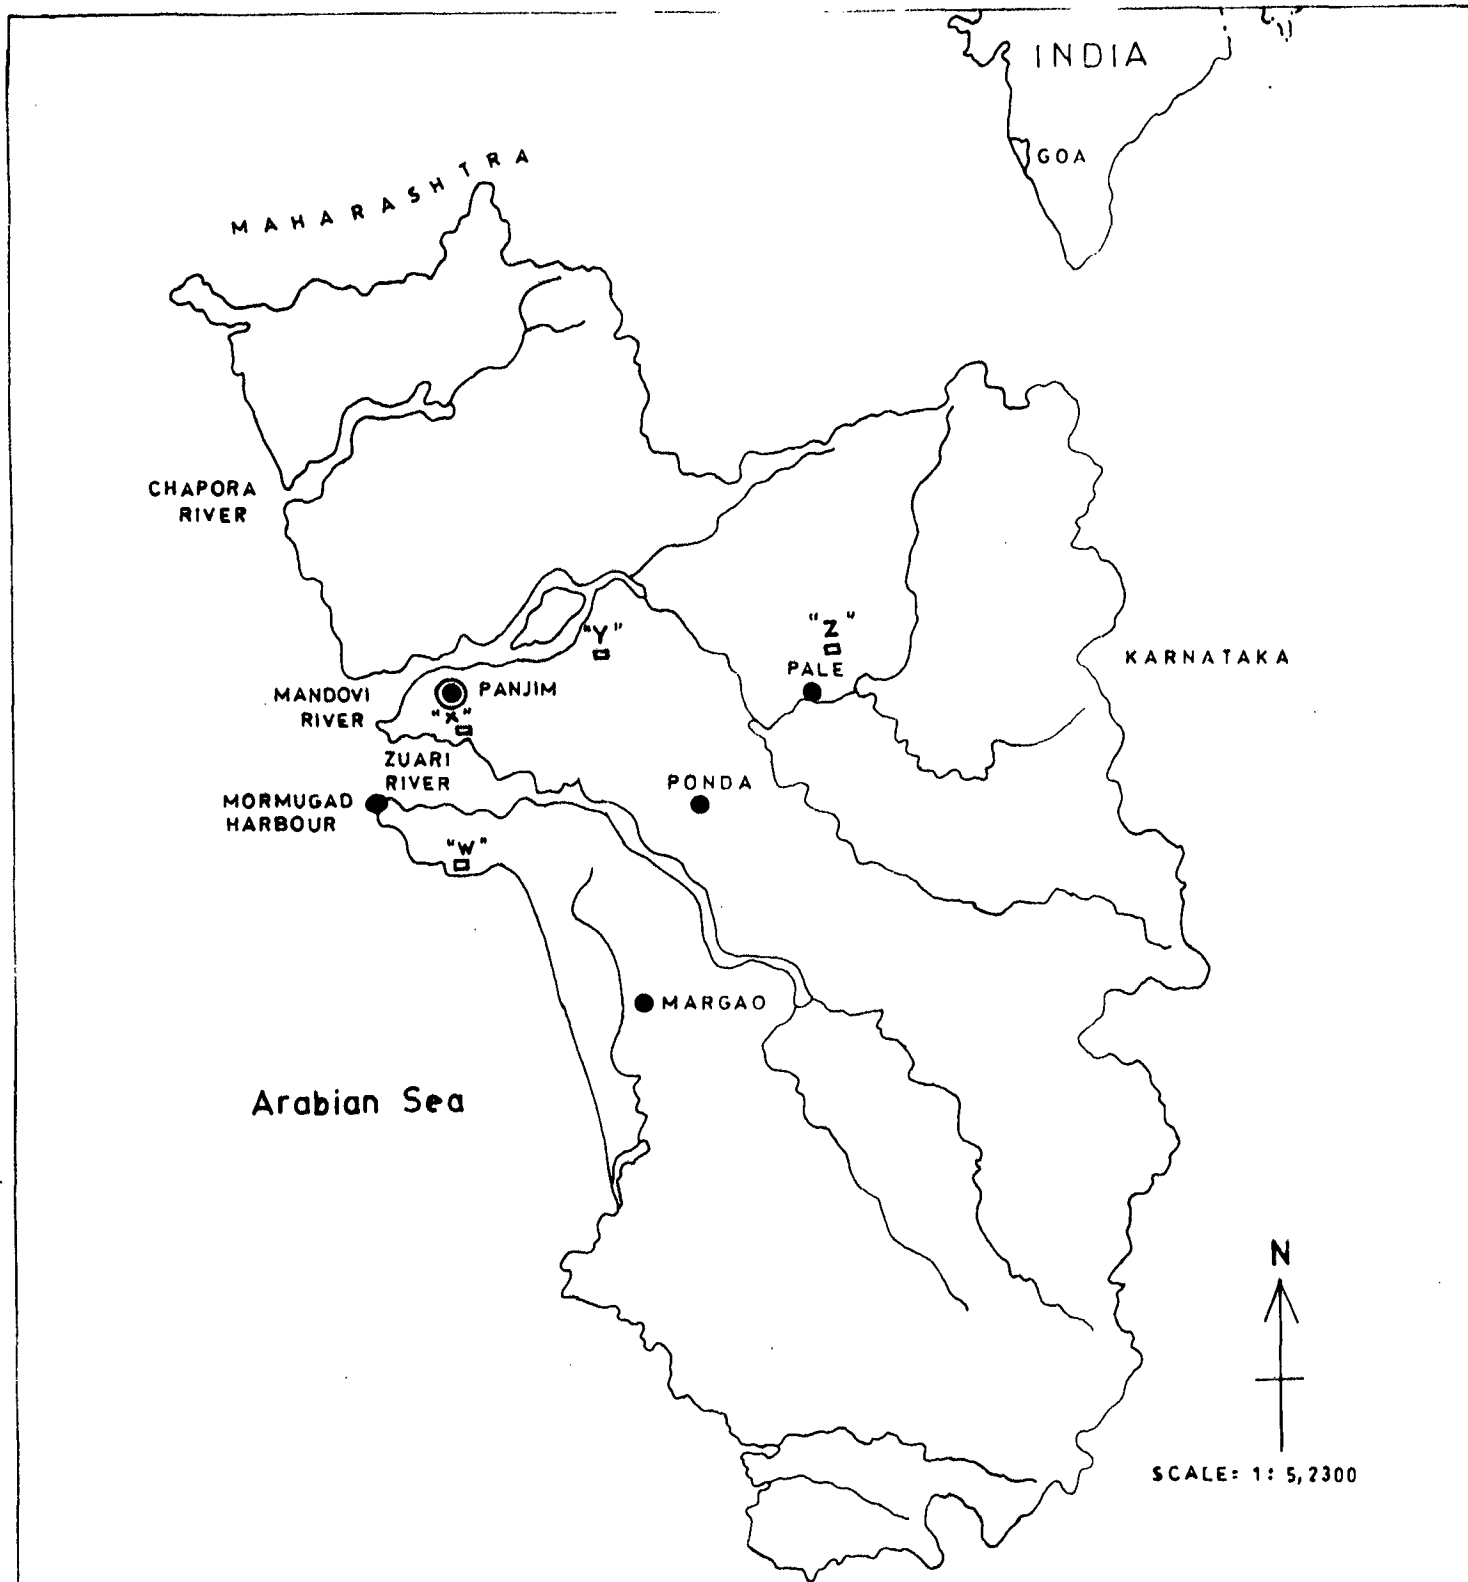 INDIA
GOA
MAHARASHTRA
CHAPORA
RIVER
"Y"
"Z"
PALE
KARNATAKA
MANDOVI
RIVER
PANJIM
"X"
ZUARI
RIVER
MORMUGAD
HARBOUR
PONDA
"W"
MARGAO
Arabian Sea
N
SCALE: 1: 5,2300